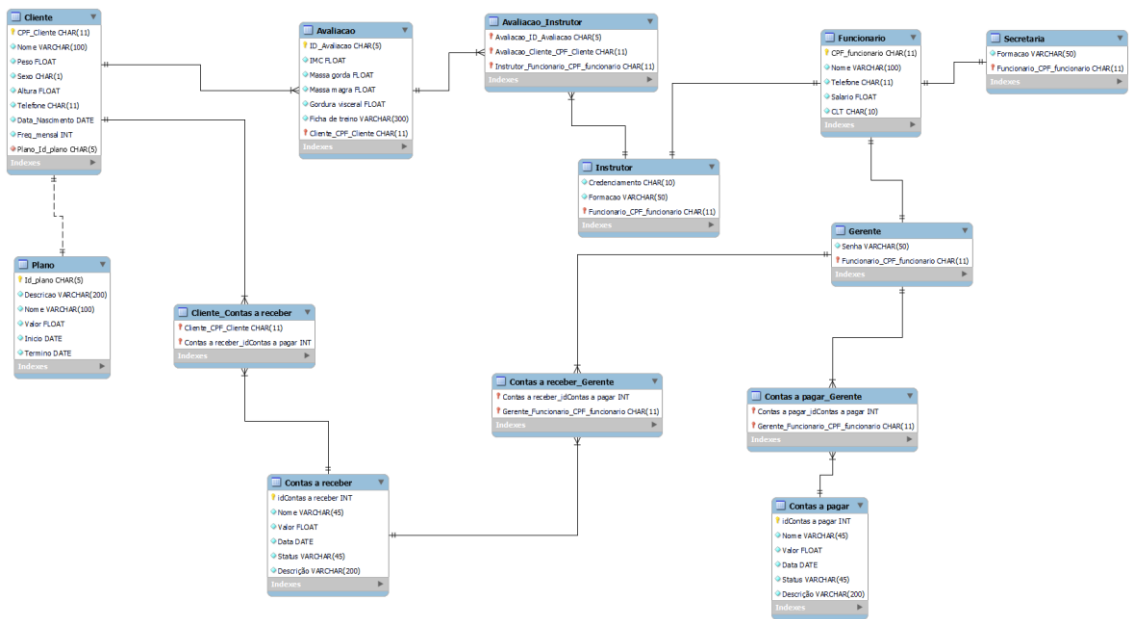 Cliente
CPF_Cliente CHAR(11)
Nome VARCHAR(100)
Peso FLOAT
Sexo CHAR(1)
Altura FLOAT
Telefone CHAR(11)
Data_Nascimento DATE
Freq_mensal INT
Plano_Id_plano CHAR(5)
Indexes
Avaliacao
ID_Avaliacao CHAR(5)
IMC FLOAT
Massa gorda FLOAT
Massa magra FLOAT
Gordura visceral FLOAT
Ficha de treino VARCHAR(300)
Cliente_CPF_Cliente CHAR(11)
Indexes
Avaliacao_Instrutor
Avaliacao_ID_Avaliacao CHAR(5)
Avaliacao_Cliente_CPF_Cliente CHAR(11)
Instrutor_Funcionario_CPF_funcionario CHAR(11)
Indexes
Funcionario
CPF_funcionario CHAR(11)
Nome VARCHAR(100)
Telefone CHAR(11)
Salario FLOAT
CLT CHAR(10)
Indexes
Secretaria
Formacao VARCHAR(50)
Funcionario_CPF_funcionario CHAR(11)
Indexes
Instrutor
Credenciamento CHAR(10)
Formacao VARCHAR(50)
Funcionario_CPF_funcionario CHAR(11)
Indexes
Gerente
Senha VARCHAR(50)
Funcionario_CPF_funcionario CHAR(11)
Indexes
Plano
Id_plano CHAR(5)
Descricao VARCHAR(200)
Nome VARCHAR(100)
Valor FLOAT
Inicio DATE
Termino DATE
Indexes
Cliente_Contas a receber
Cliente_CPF_Cliente CHAR(11)
Contas a receber_idContas a pagar INT
Indexes
Contas a receber_Gerente
Contas a receber_idContas a pagar INT
Gerente_Funcionario_CPF_funcionario CHAR(11)
Indexes
Contas a pagar_Gerente
Contas a pagar_idContas a pagar INT
Gerente_Funcionario_CPF_funcionario CHAR(11)
Indexes
Contas a receber
idContas a receber INT
Nome VARCHAR(45)
Valor FLOAT
Data DATE
Status VARCHAR(45)
Descrição VARCHAR(200)
Indexes
Contas a pagar
idContas a pagar INT
Nome VARCHAR(45)
Valor FLOAT
Data DATE
Status VARCHAR(45)
Descrição VARCHAR(200)
Indexes